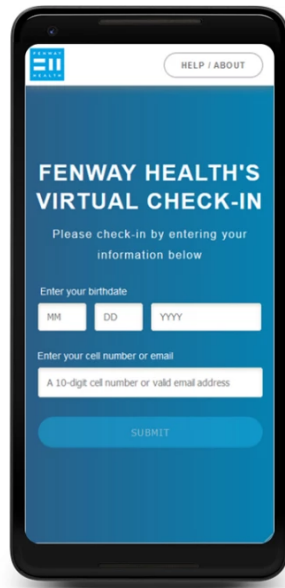 FENWAY
HEALTH
HELP / ABOUT
FENWAY HEALTH'S
VIRTUAL CHECK-IN
Please check-in by entering your
information below
Enter your birthdate
MM DD YYYY
Enter your cell number or email
A 10-digit cell number or valid email address
SUBMIT